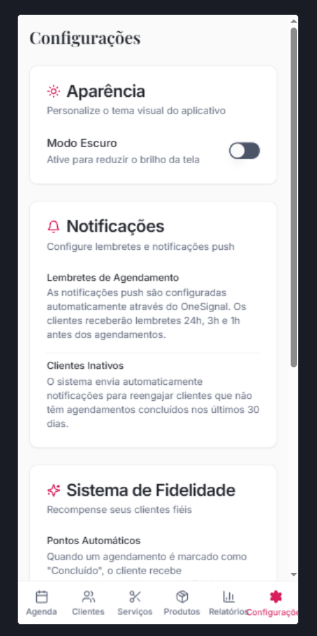 Configurações
Aparência
Personalize o tema visual do aplicativo
Modo Escuro
Ative para reduzir o brilho da tela
Notificações
Configure lembretes e notificações push
Lembretes de Agendamento
As notificações push são configuradas
automaticamente através do OneSignal. Os
clientes receberão lembretes 24h, 3h e 1h
antes dos agendamentos.
Clientes Inativos
O sistema envia automaticamente
notificações para reengajar clientes que não
têm agendamentos concluídos nos últimos 30
dias.
Sistema de Fidelidade
Recompense seus clientes fiéis
Pontos Automáticos
Quando um agendamento é marcado como
"Concluído", o cliente recebe
Agenda Clientes Serviços Produtos Relatórios Configuraçõe